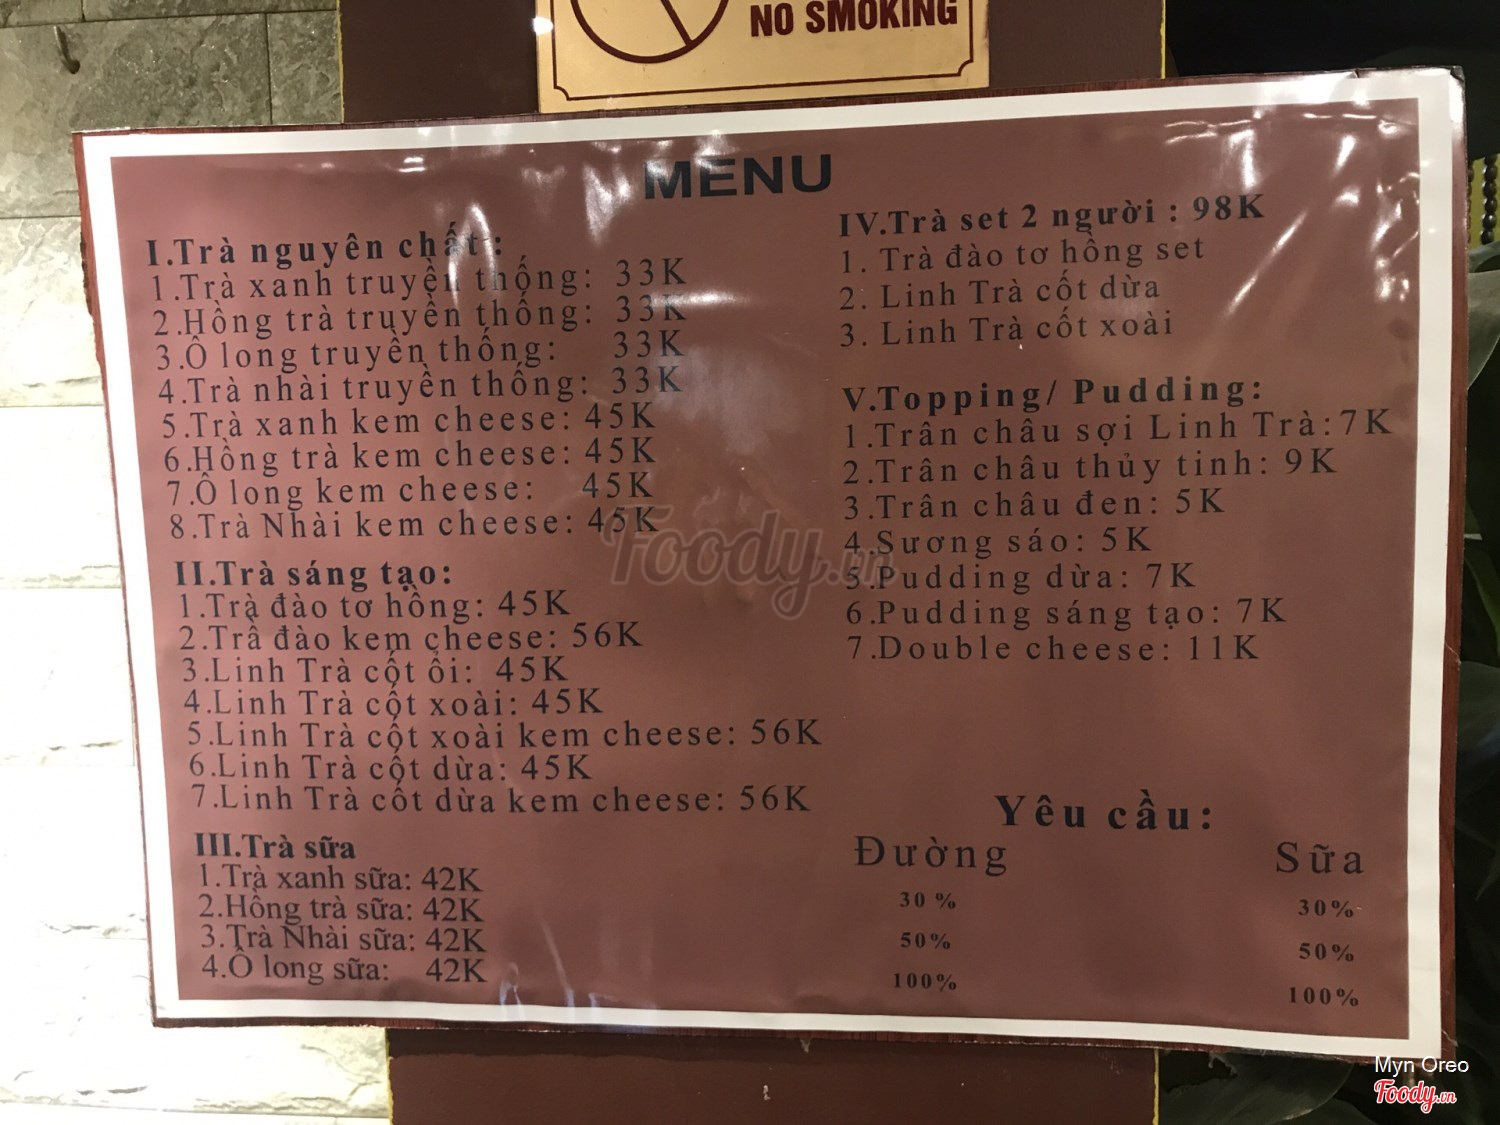 NO SMOKING
MENU
I.Trà nguyên chất :
1.Trà xanh truyền thống: 33K
2.Hồng trà truyền thống: 33K
3.Ô long truyền thống: 33K
4.Trà nhài truyền thống: 33K
5.Trà xanh kem cheese: 45K
6.Hồng trà kem cheese: 45K
7.Ô long kem cheese: 45K
8.Trà Nhài kem cheese: 45K
II.Trà sáng tạo:
1.Trà đào tơ hồng: 45K
2.Trà đào kem cheese: 56K
3.Linh Trà cốt ổi: 45K
4.Linh Trà cốt xoài: 45K
5.Linh Trà cốt xoài kem cheese: 56K
6.Linh Trà cốt dừa: 45K
7.Linh Trà cốt dừa kem cheese: 56K
III.Trà sữa
1.Trà xanh sữa: 42K
2.Hồng trà sữa: 42K
3.Trà Nhài sữa: 42K
4.Ô long sữa: 42K
IV.Trà set 2 người : 98K
1. Trà đào tơ hồng set
2. Linh Trà cốt dừa
3. Linh Trà cốt xoài
V.Topping/ Pudding:
1.Trân châu sợi Linh Trà:7K
2.Trân châu thủy tinh: 9K
3.Trân châu đen: 5K
4.Sương sáo: 5K
5.Pudding dừa: 7K
6.Pudding sáng tạo: 7K
7.Double cheese: 11K
Yêu cầu:
Đường Sữa
30 % 30%
50% 50%
100% 100%
Foody.vn
Myn Oreo
Foody.vn